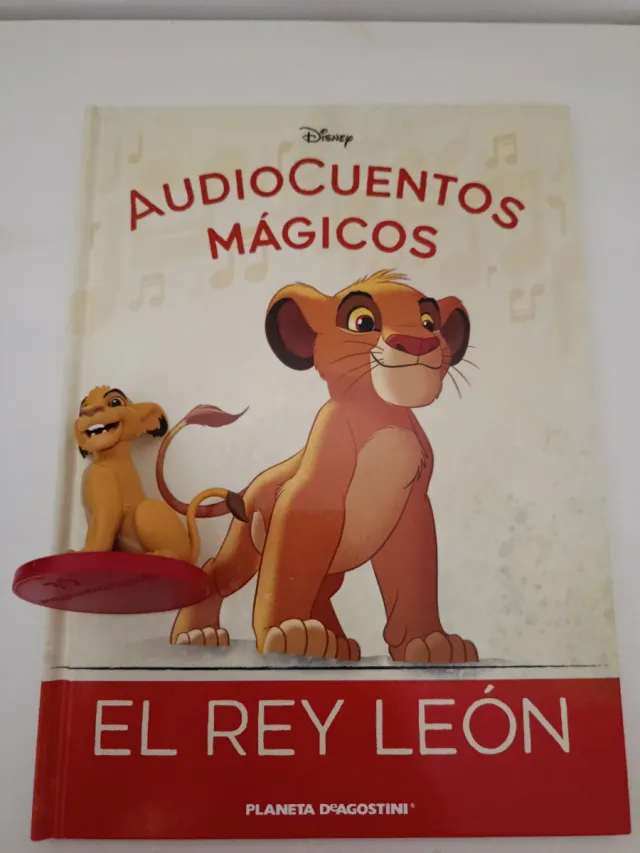 Disney
AUDIOCUENTOS
MÁGICOS
EL REY LEÓN
PLANETA DEAGOSTINI®